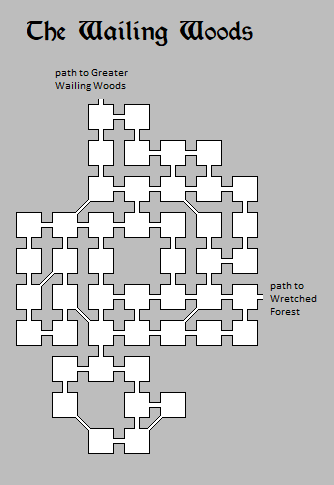 The Wailing Woods
path to Greater
Wailing Woods
path to
Wretched
Forest